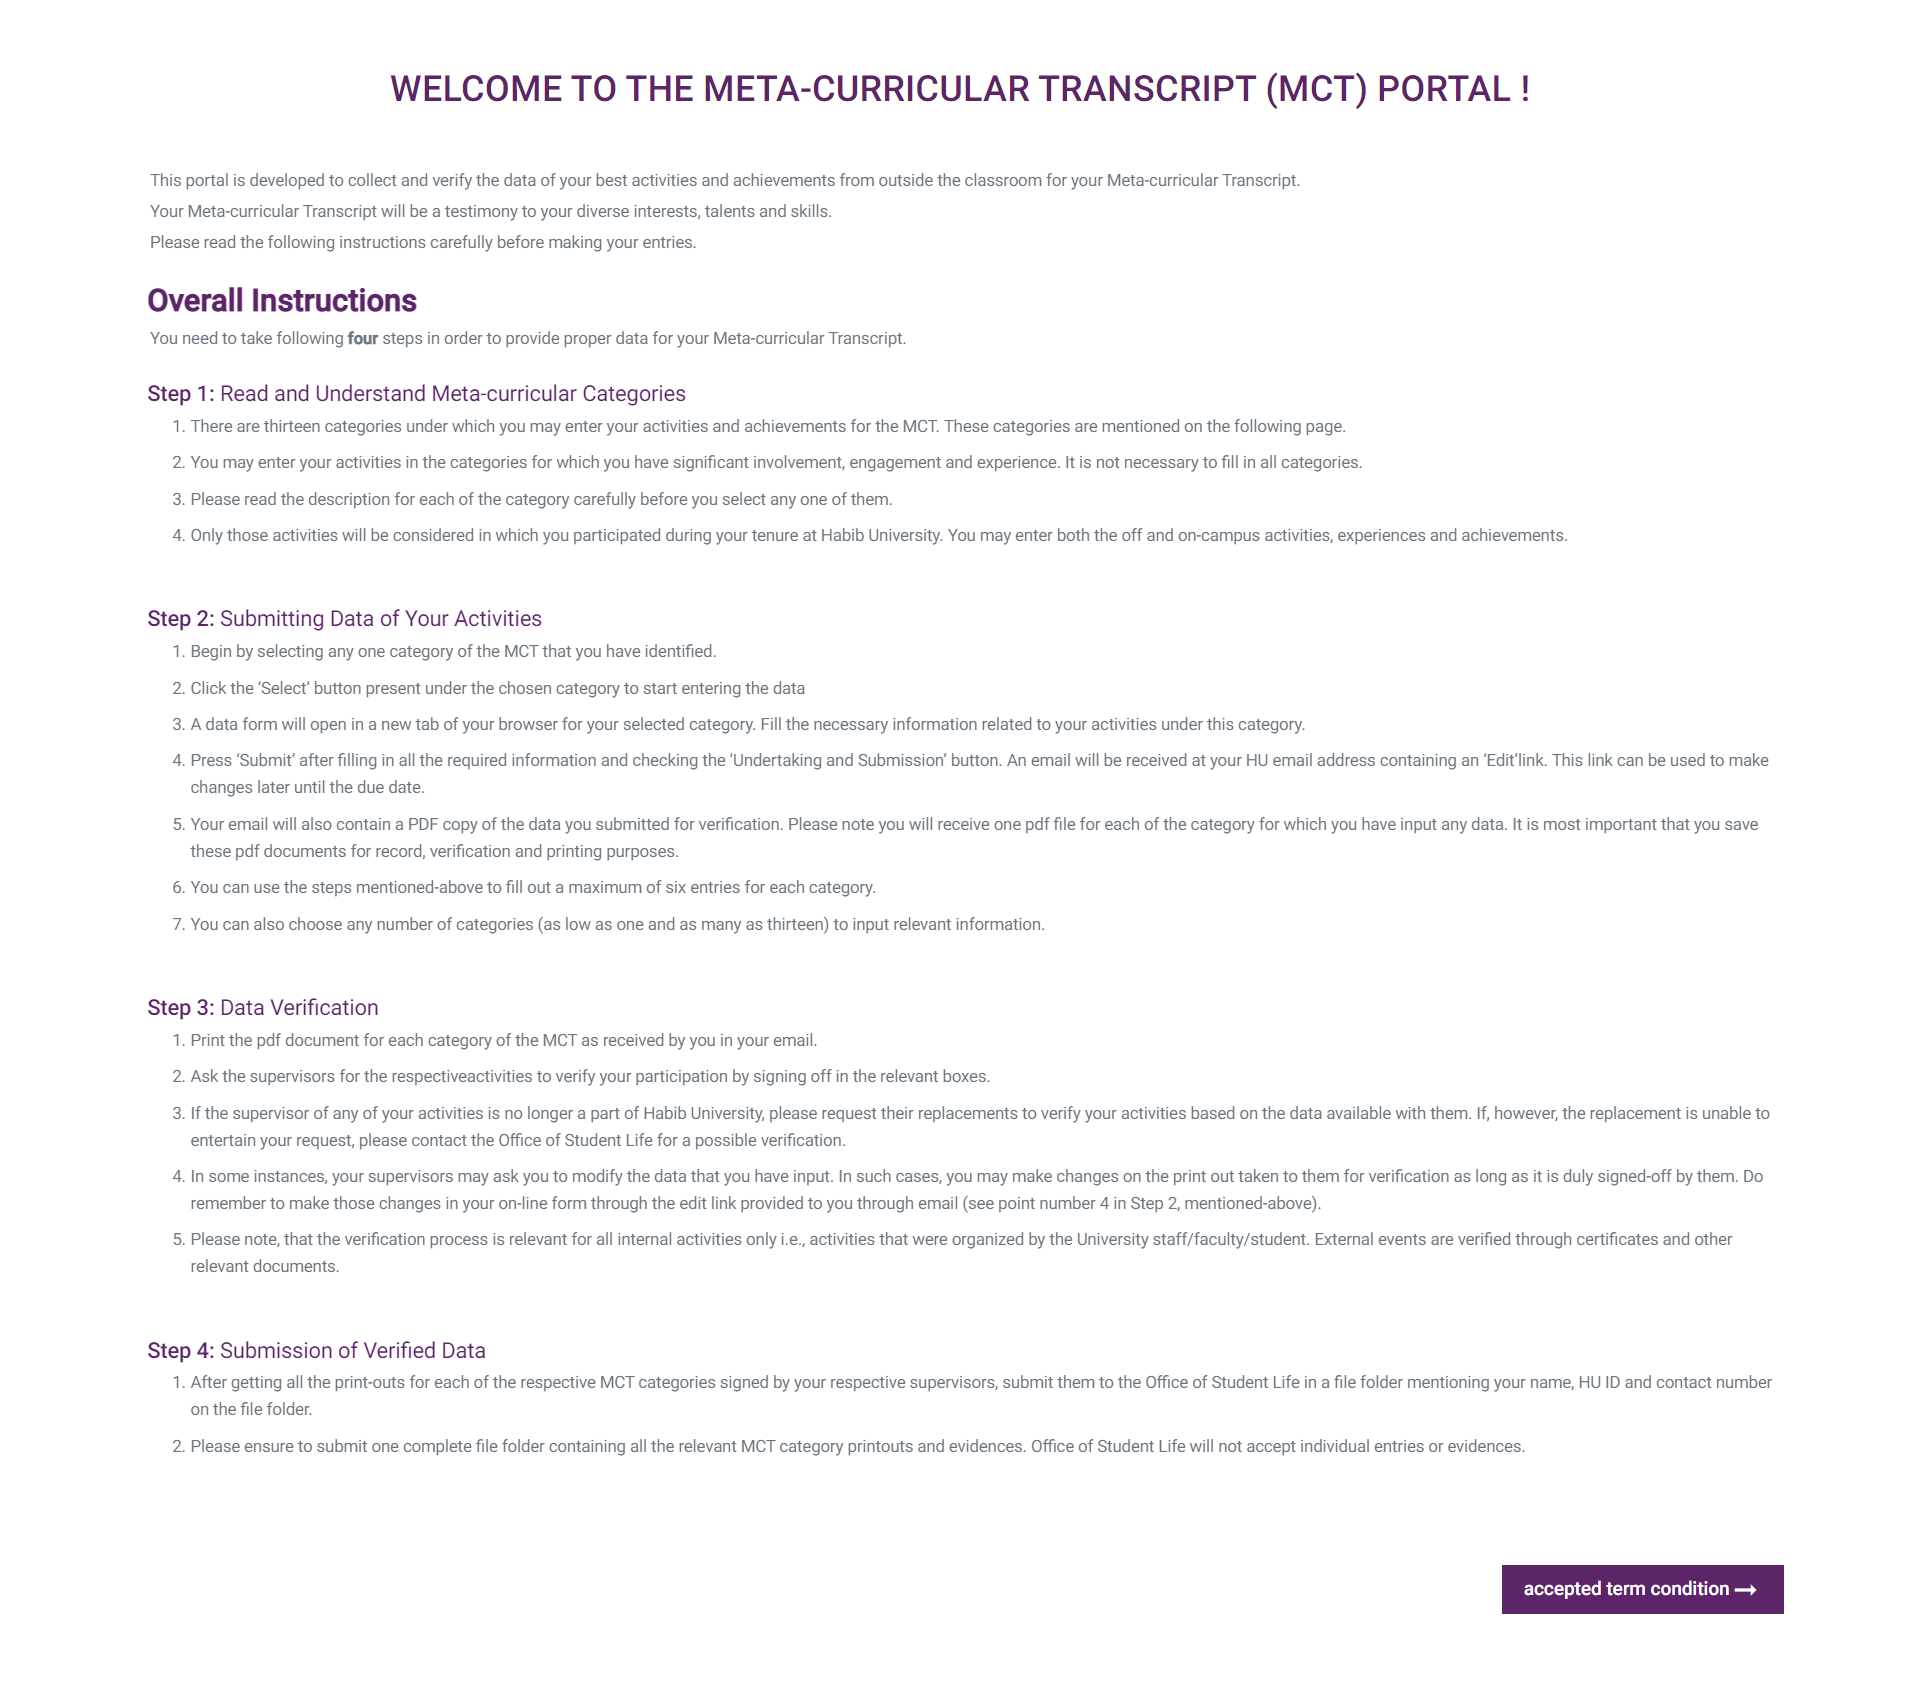 WELCOME TO THE META-CURRICULAR TRANSCRIPT (MCT) PORTAL !
This portal is developed to collect and verify the data of your best activities and achievements from outside the classroom for your Meta-curricular Transcript.
Your Meta-curricular Transcript will be a testimony to your diverse interests, talents and skills.
Please read the following instructions carefully before making your entries.
Overall Instructions
You need to take following four steps in order to provide proper data for your Meta-curricular Transcript.
Step 1: Read and Understand Meta-curricular Categories
1. There are thirteen categories under which you may enter your activities and achievements for the MCT. These categories are mentioned on the following page.
2. You may enter your activities in the categories for which you have significant involvement, engagement and experience. It is not necessary to fill in all categories.
3. Please read the description for each of the category carefully before you select any one of them.
4. Only those activities will be considered in which you participated during your tenure at Habib University. You may enter both the off and on-campus activities, experiences and achievements.
Step 2: Submitting Data of Your Activities
1. Begin by selecting any one category of the MCT that you have identified.
2. Click the ‘Select’ button present under the chosen category to start entering the data
3. A data form will open in a new tab of your browser for your selected category. Fill the necessary information related to your activities under this category.
4. Press ‘Submit’ after filling in all the required information and checking the ‘Undertaking and Submission’ button. An email will be received at your HU email address containing an ‘Edit’link. This link can be used to make
changes later until the due date.
5. Your email will also contain a PDF copy of the data you submitted for verification. Please note you will receive one pdf file for each of the category for which you have input any data. It is most important that you save
these pdf documents for record, verification and printing purposes.
6. You can use the steps mentioned-above to fill out a maximum of six entries for each category.
7. You can also choose any number of categories (as low as one and as many as thirteen) to input relevant information.
Step 3: Data Verification
1. Print the pdf document for each category of the MCT as received by you in your email.
2. Ask the supervisors for the respectiveactivities to verify your participation by signing off in the relevant boxes.
3. If the supervisor of any of your activities is no longer a part of Habib University, please request their replacements to verify your activities based on the data available with them. If, however, the replacement is unable to
entertain your request, please contact the Office of Student Life for a possible verification.
4. In some instances, your supervisors may ask you to modify the data that you have input. In such cases, you may make changes on the print out taken to them for verification as long as it is duly signed-off by them. Do
remember to make those changes in your on-line form through the edit link provided to you through email (see point number 4 in Step 2, mentioned-above).
5. Please note, that the verification process is relevant for all internal activities only i.e., activities that were organized by the University staff/faculty/student. External events are verified through certificates and other
relevant documents.
Step 4: Submission of Verified Data
1. After getting all the print-outs for each of the respective MCT categories signed by your respective supervisors, submit them to the Office of Student Life in a file folder mentioning your name, HU ID and contact number
on the file folder.
2. Please ensure to submit one complete file folder containing all the relevant MCT category printouts and evidences. Office of Student Life will not accept individual entries or evidences.
accepted term condition